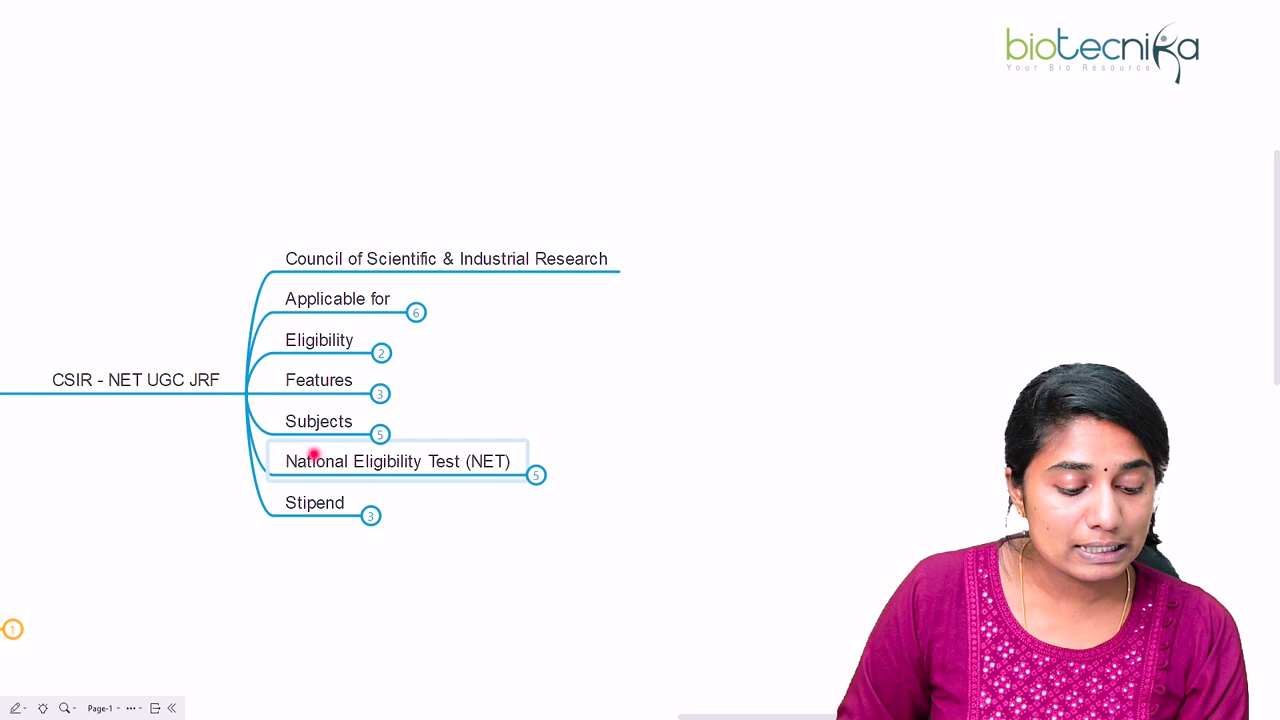 biotecnika
Your Bio Resource
Council of Scientific & Industrial Research
Applicable for 6
Eligibility 2
CSIR - NET UGC JRF
Features 3
Subjects 5
National Eligibility Test (NET) 5
Stipend 3
1
Page-1